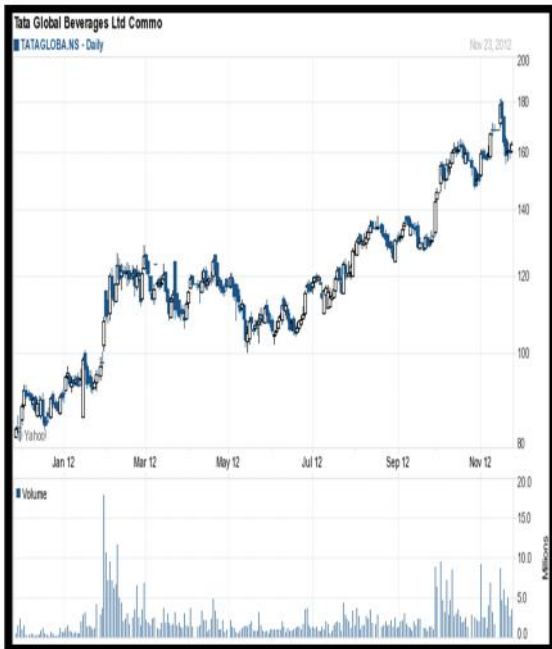 Tata Global Beverages Ltd Commo
TATAGLOBA.NS - Daily
Nov 23, 2012
200
180
160
140
120
100
80
Yahoo
Jan 12
Mar 12
May 12
Jul 12
Sep 12
Nov 12
Volume
20.0
15.0
10.0
5.0
0.0
Millions